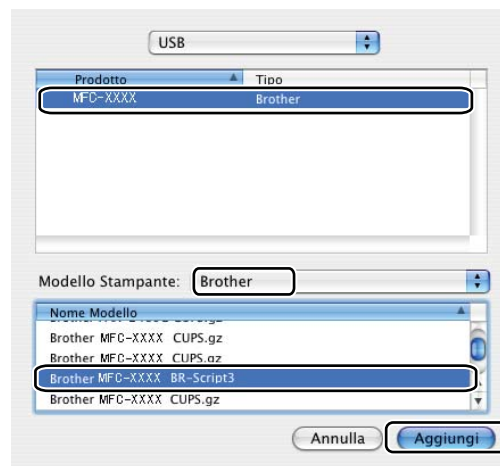 USB
Prodotto Tipo
MFC-XXXX Brother
Modello Stampante: Brother
Nome Modello
Brother MFC-XXXX CUPS.gz
Brother MFC-XXXX CUPS.gz
Brother MFC-XXXX BR-Script3
Brother MFC-XXXX CUPS.gz
Annulla Aggiungi